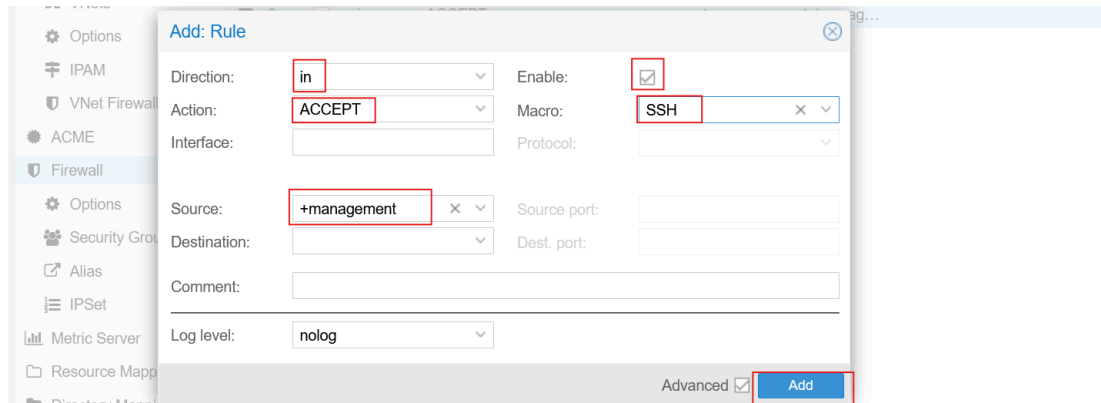 Options
IPAM
VNet Firewall
ACME
Firewall
Options
Security Grou
Alias
IPSet
Metric Server
Resource Mapp
ACCEPT
ag...
Add: Rule
Direction: in Enable:
Action: ACCEPT Macro: SSH
Interface: Protocol:
Source: +management Source port:
Destination: Dest. port:
Comment:
Log level: nolog
Advanced Add